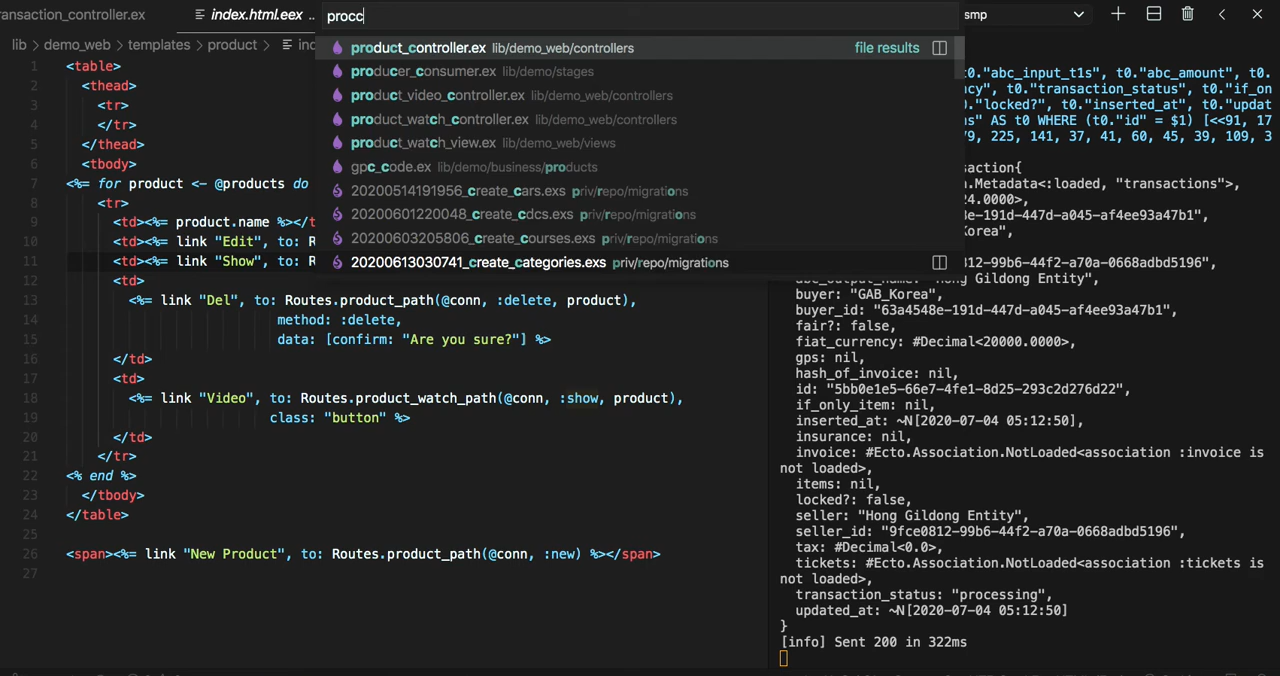 ransaction_controller.ex
index.html.eex ..
procc
smp
lib > demo_web > templates > product >
product_controller.ex lib/demo_web/controllers file results
producer_consumer.ex lib/demo/stages
product_video_controller.ex lib/demo_web/controllers
product_watch_controller.ex lib/demo_web/controllers
product_watch_view.ex lib/demo_web/views
gpc_code.ex lib/demo/business/products
20200514191956_create_cars.exs priv/repo/migrations
20200601220048_create_cdcs.exs priv/repo/migrations
20200603205806_create_courses.exs priv/repo/migrations
20200613030741_create_categories.exs priv/repo/migrations
1 <table>
2 <thead>
3 <tr>
4 </tr>
5 </thead>
6 <tbody>
7 <%= for product <- @products do
8 <tr>
9 <td><%= product.name %></t
10 <td><%= link "Edit", to: R
11 <td><%= link "Show", to: R
12 <td>
13 <%= link "Del", to: Routes.product_path(@conn, :delete, product),
14 method: :delete,
15 data: [confirm: "Are you sure?"] %>
16 </td>
17 <td>
18 <%= link "Video", to: Routes.product_watch_path(@conn, :show, product),
19 class: "button" %>
20 </td>
21 </tr>
22 <% end %>
23 </tbody>
24 </table>
25
26 <span><%= link "New Product", to: Routes.product_path(@conn, :new) %></span>
27
0."abc_input_t1s", t0."abc_amount", t0.
cy", t0."transaction_status", t0."if_on
."locked?", t0."inserted_at", t0."updat
s" AS t0 WHERE (t0."id" = $1) [<<91, 17
79, 225, 141, 37, 41, 60, 45, 39, 109, 3
saction{
.Metadata<:loaded, "transactions">,
24.0000>,
8e-191d-447d-a045-af4ee93a47b1",
orea",
812-99b6-44f2-a70a-0668adbd5196",
abc_output_name: "Hong Gildong Entity",
buyer: "GAB_Korea",
buyer_id: "63a4548e-191d-447d-a045-af4ee93a47b1",
fair?: false,
fiat_currency: #Decimal<20000.0000>,
gps: nil,
hash_of_invoice: nil,
id: "5bb0e1e5-66e7-4fe1-8d25-293c2d276d22",
if_only_item: nil,
inserted_at: ~N[2020-07-04 05:12:50],
insurance: nil,
invoice: #Ecto.Association.NotLoaded<association :invoice is
not loaded>,
items: nil,
locked?: false,
seller: "Hong Gildong Entity",
seller_id: "9fce0812-99b6-44f2-a70a-0668adbd5196",
tax: #Decimal<0.0>,
tickets: #Ecto.Association.NotLoaded<association :tickets is
not loaded>,
transaction_status: "processing",
updated_at: ~N[2020-07-04 05:12:50]
}
[info] Sent 200 in 322ms